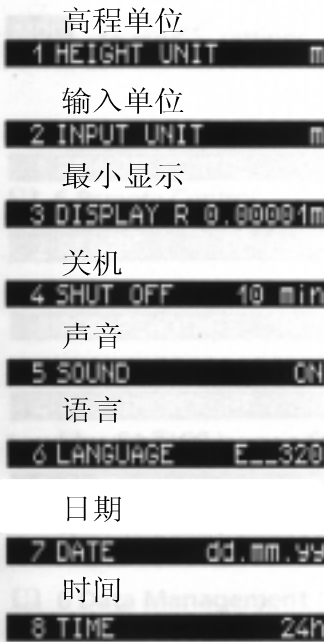 高程单位
1 HEIGHT UNIT m
输入单位
2 INPUT UNIT m
最小显示
3 DISPLAY R 0.00001m
关机
4 SHUT OFF 10 min
声音
5 SOUND ON
语言
6 LANGUAGE E__320
日期
7 DATE dd.mm.yy
时间
8 TIME 24h